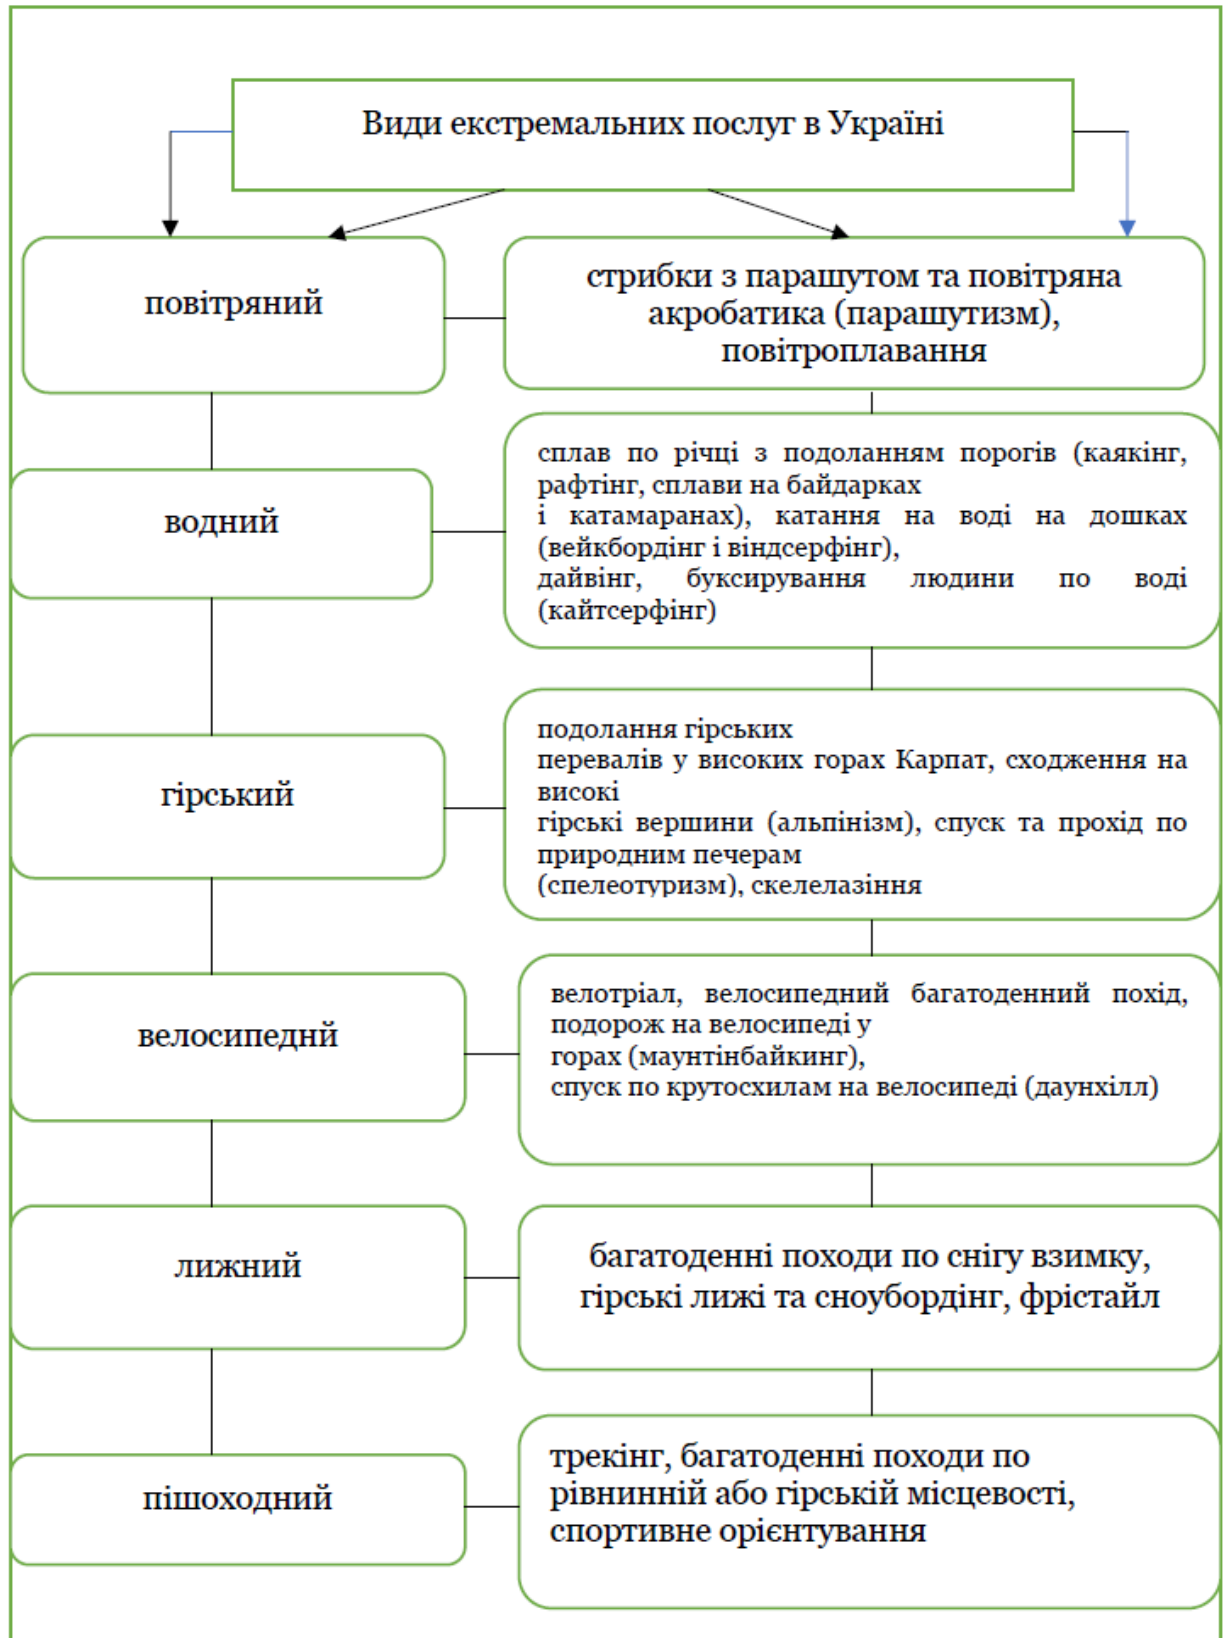 Види екстремальних послуг в Україні
повітряний
стрибки з парашутом та повітряна
акробатика (парашутизм),
повітроплавання
водний
сплав по річці з подоланням порогів (каякінг,
рафтінг, сплави на байдарках
і катамаранах), катання на воді на дошках
(вейкбордінг і віндсерфінг),
дайвінг, буксирування людини по воді
(кайтсерфінг)
гірський
подолання гірських
перевалів у високих горах Карпат, сходження на
високі
гірські вершини (альпінізм), спуск та прохід по
природним печерам
(спелеотуризм), скелелазіння
велосипеднй
велотріал, велосипедний багатоденний похід,
подорож на велосипеді у
горах (маунтінбайкинг),
спуск по крутосхилам на велосипеді (даунхілл)
лижний
багатоденні походи по снігу взимку,
гірські лижі та сноубордінг, фрістайл
пішоходний
трекінг, багатоденні походи по
рівнинній або гірській місцевості,
спортивне орієнтування